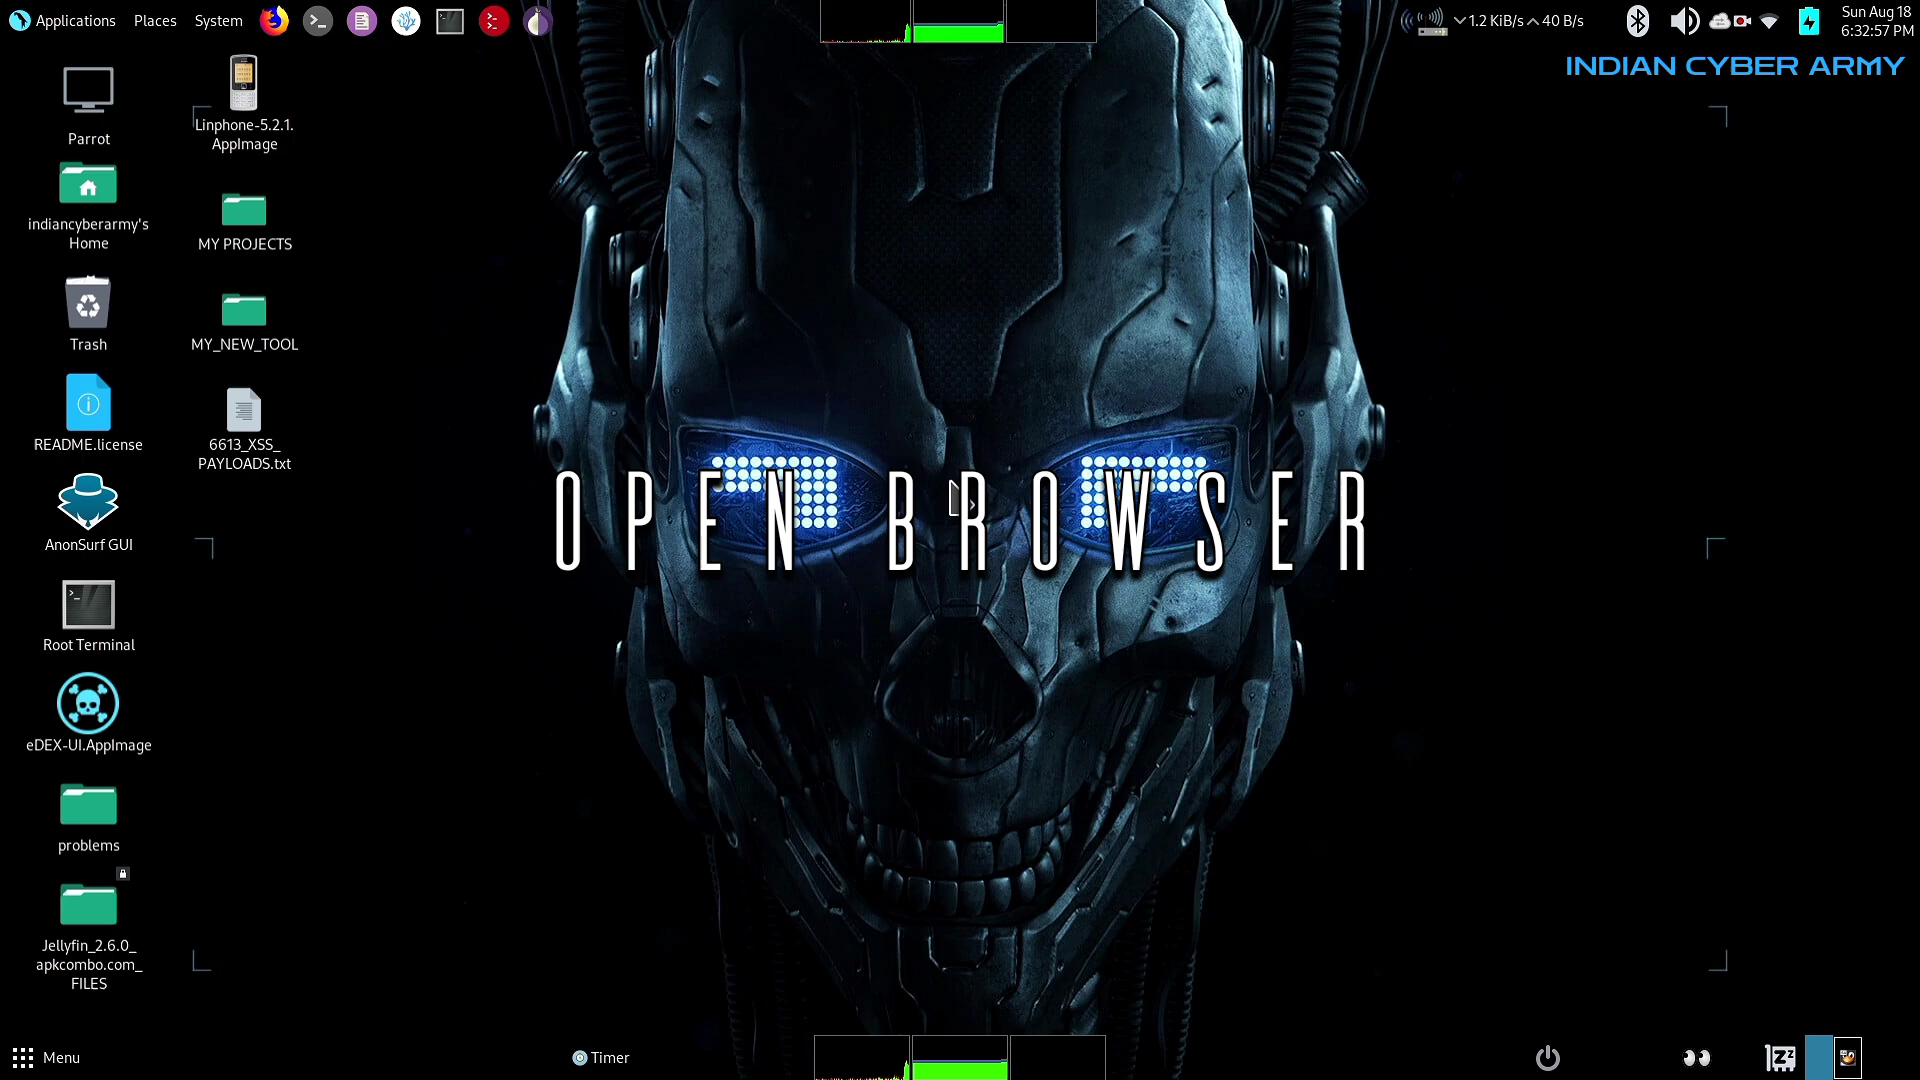 Applications Places System
1.2 KiB/s 40 B/s
Sun Aug 18
6:32:57 PM
INDIAN CYBER ARMY
Parrot
Linphone-5.2.1.
AppImage
indiancyberarmy's
Home
MY PROJECTS
Trash
MY_NEW_TOOL
README.license
6613_XSS_
PAYLOADS.txt
OPEN BROWSER
AnonSurf GUI
Root Terminal
eDEX-UI.AppImage
problems
Jellyfin_2.6.0_
apkcombo.com_
FILES
Menu
Timer